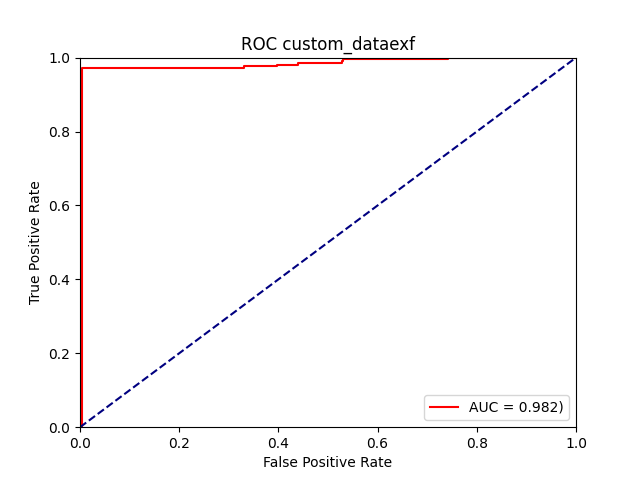 ROC custom_dataexf
True Positive Rate
1.0
0.8
0.6
0.4
0.2
0.0
0.0 0.2 0.4 0.6 0.8 1.0
False Positive Rate
AUC = 0.982)